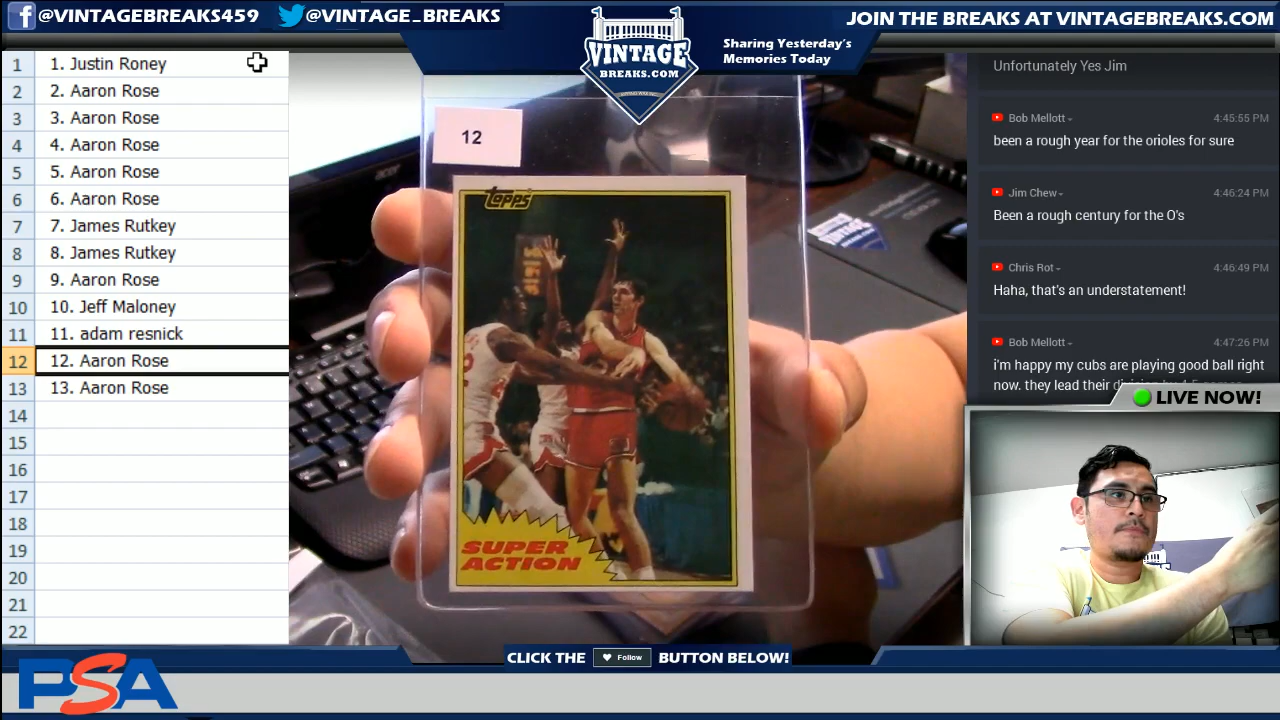 @VINTAGEBREAKS459
@VINTAGE_BREAKS
VINTAGE
BREAKS.COM
Sharing Yesterday's
Memories Today
JOIN THE BREAKS AT VINTAGEBREAKS.COM
1 1. Justin Roney
2 2. Aaron Rose
3 3. Aaron Rose
4 4. Aaron Rose
5 5. Aaron Rose
6 6. Aaron Rose
7 7. James Rutkey
8 8. James Rutkey
9 9. Aaron Rose
10 10. Jeff Maloney
11 11. adam resnick
12 12. Aaron Rose
13 13. Aaron Rose
14
15
16
17
18
19
20
21
22
12
Topps
SUPER
ACTION
acer
Unfortunately Yes Jim
Bob Mellott 4:45:55 PM
been a rough year for the orioles for sure
Jim Chew 4:46:24 PM
Been a rough century for the O's
Chris Rot 4:46:49 PM
Haha, that's an understatement!
Bob Mellott 4:47:26 PM
i'm happy my cubs are playing good ball right
now. they lead their division by
LIVE NOW!
CLICK THE Follow BUTTON BELOW!
PSA